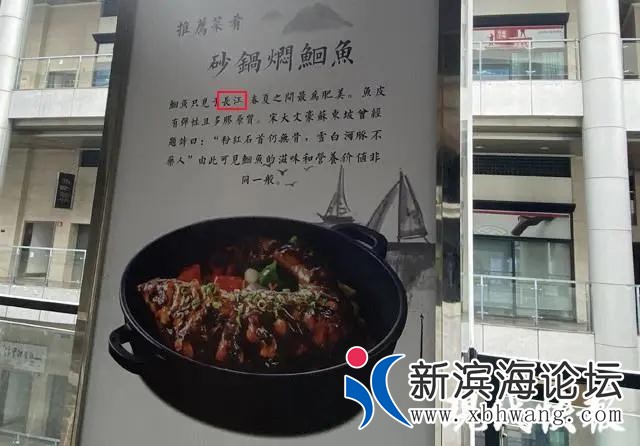 推薦菜肴
砂鍋燜鮰魚
鮰魚只見于長江 春夏之間最爲肥美。魚皮
有彈性且多膠原質。宋大文豪蘇東坡曾經
題詩曰:“粉紅石首仍無骨,雪白河豚不
藥人”由此可見鮰魚的滋味和營養价值非
同一般。
新滨海论坛
www.xbhwang.com